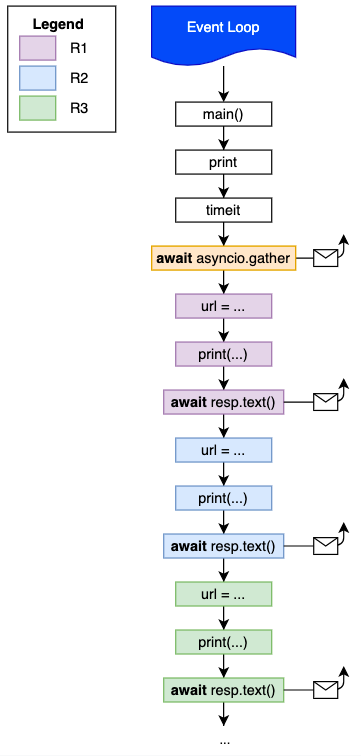 Legend
R1
R2
R3
Event Loop
main()
print
timeit
await asyncio.gather
url = ...
print(...)
await resp.text()
url = ...
print(...)
await resp.text()
url = ...
print(...)
await resp.text()
...